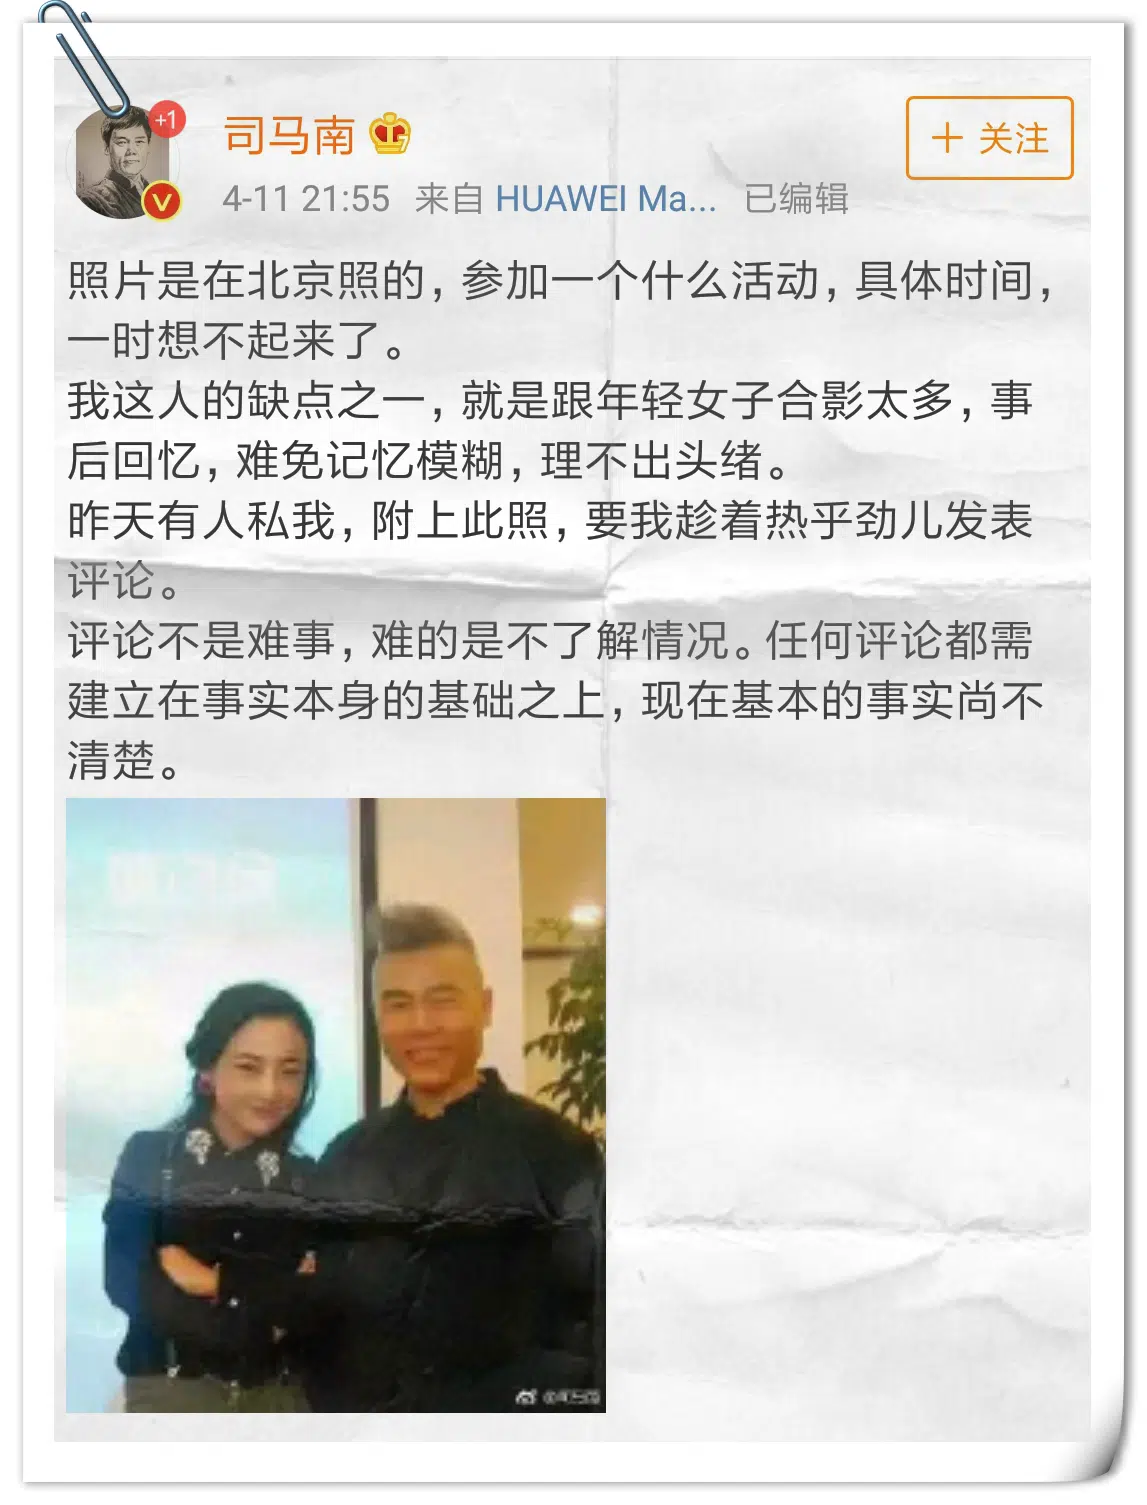 +1
司马南
+ 关注
4-11 21:55 来自 HUAWEI Ma... 已编辑
照片是在北京照的，参加一个什么活动，具体时间，
一时想不起来了。
我这人的缺点之一，就是跟年轻女子合影太多，事
后回忆，难免记忆模糊，理不出头绪。
昨天有人私我，附上此照，要我趁着热乎劲儿发表
评论。
评论不是难事，难的是不了解情况。任何评论都需
建立在事实本身的基础之上，现在基本的事实尚不
清楚。